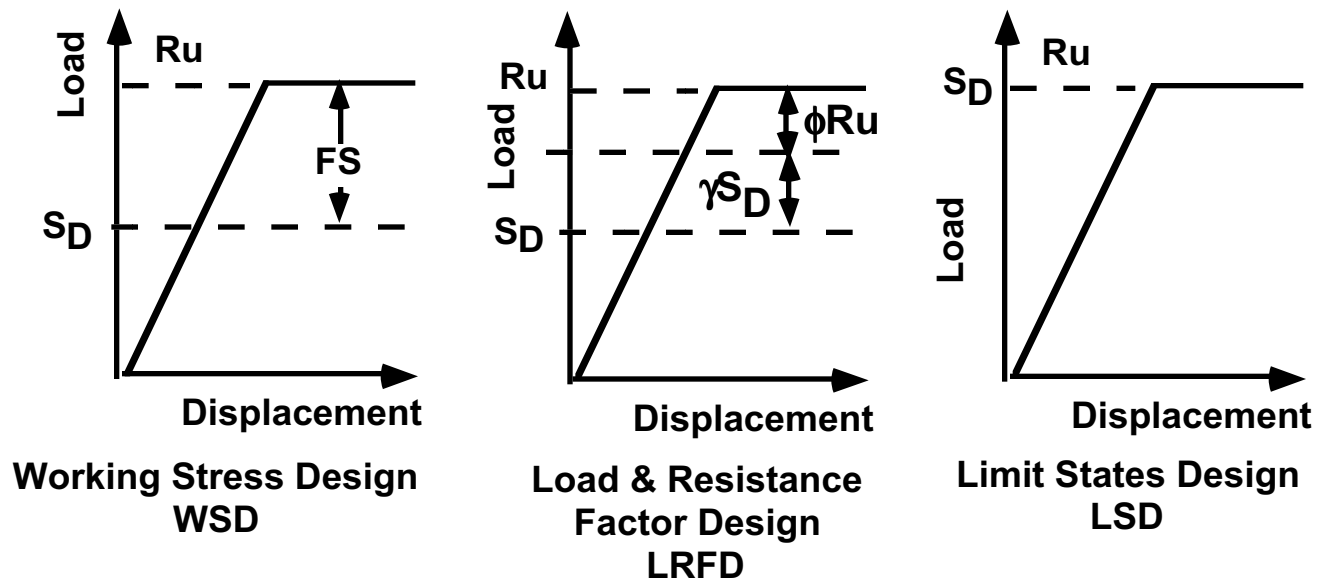 Ru
Load
FS
SD
Displacement
Working Stress Design
WSD
Ru
Load
ϕRu
γSD
SD
Displacement
Load & Resistance
Factor Design
LRFD
Ru
SD
Load
Displacement
Limit States Design
LSD